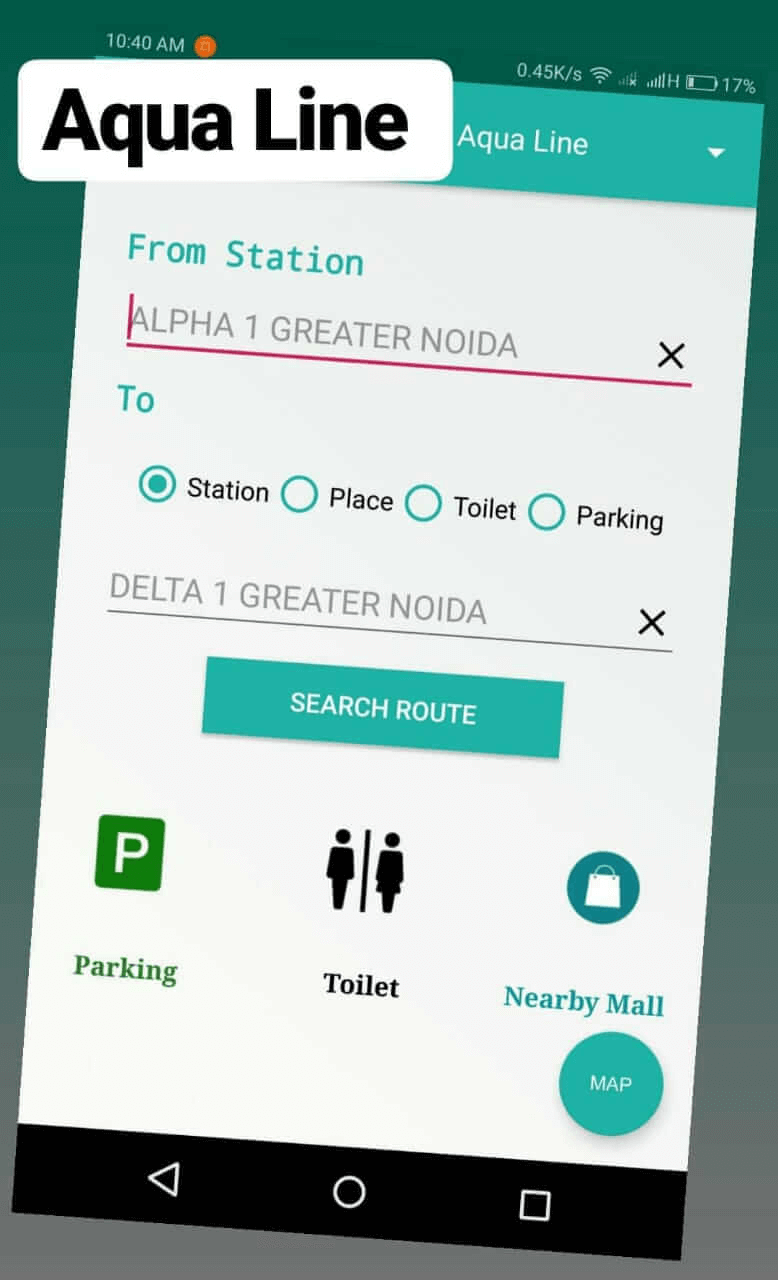 10:40 AM
0.45K/s H 17%
Aqua Line
Aqua Line
From Station
ALPHA 1 GREATER NOIDA
To
Station Place Toilet Parking
DELTA 1 GREATER NOIDA
SEARCH ROUTE
P
Parking
Toilet
Nearby Mall
MAP